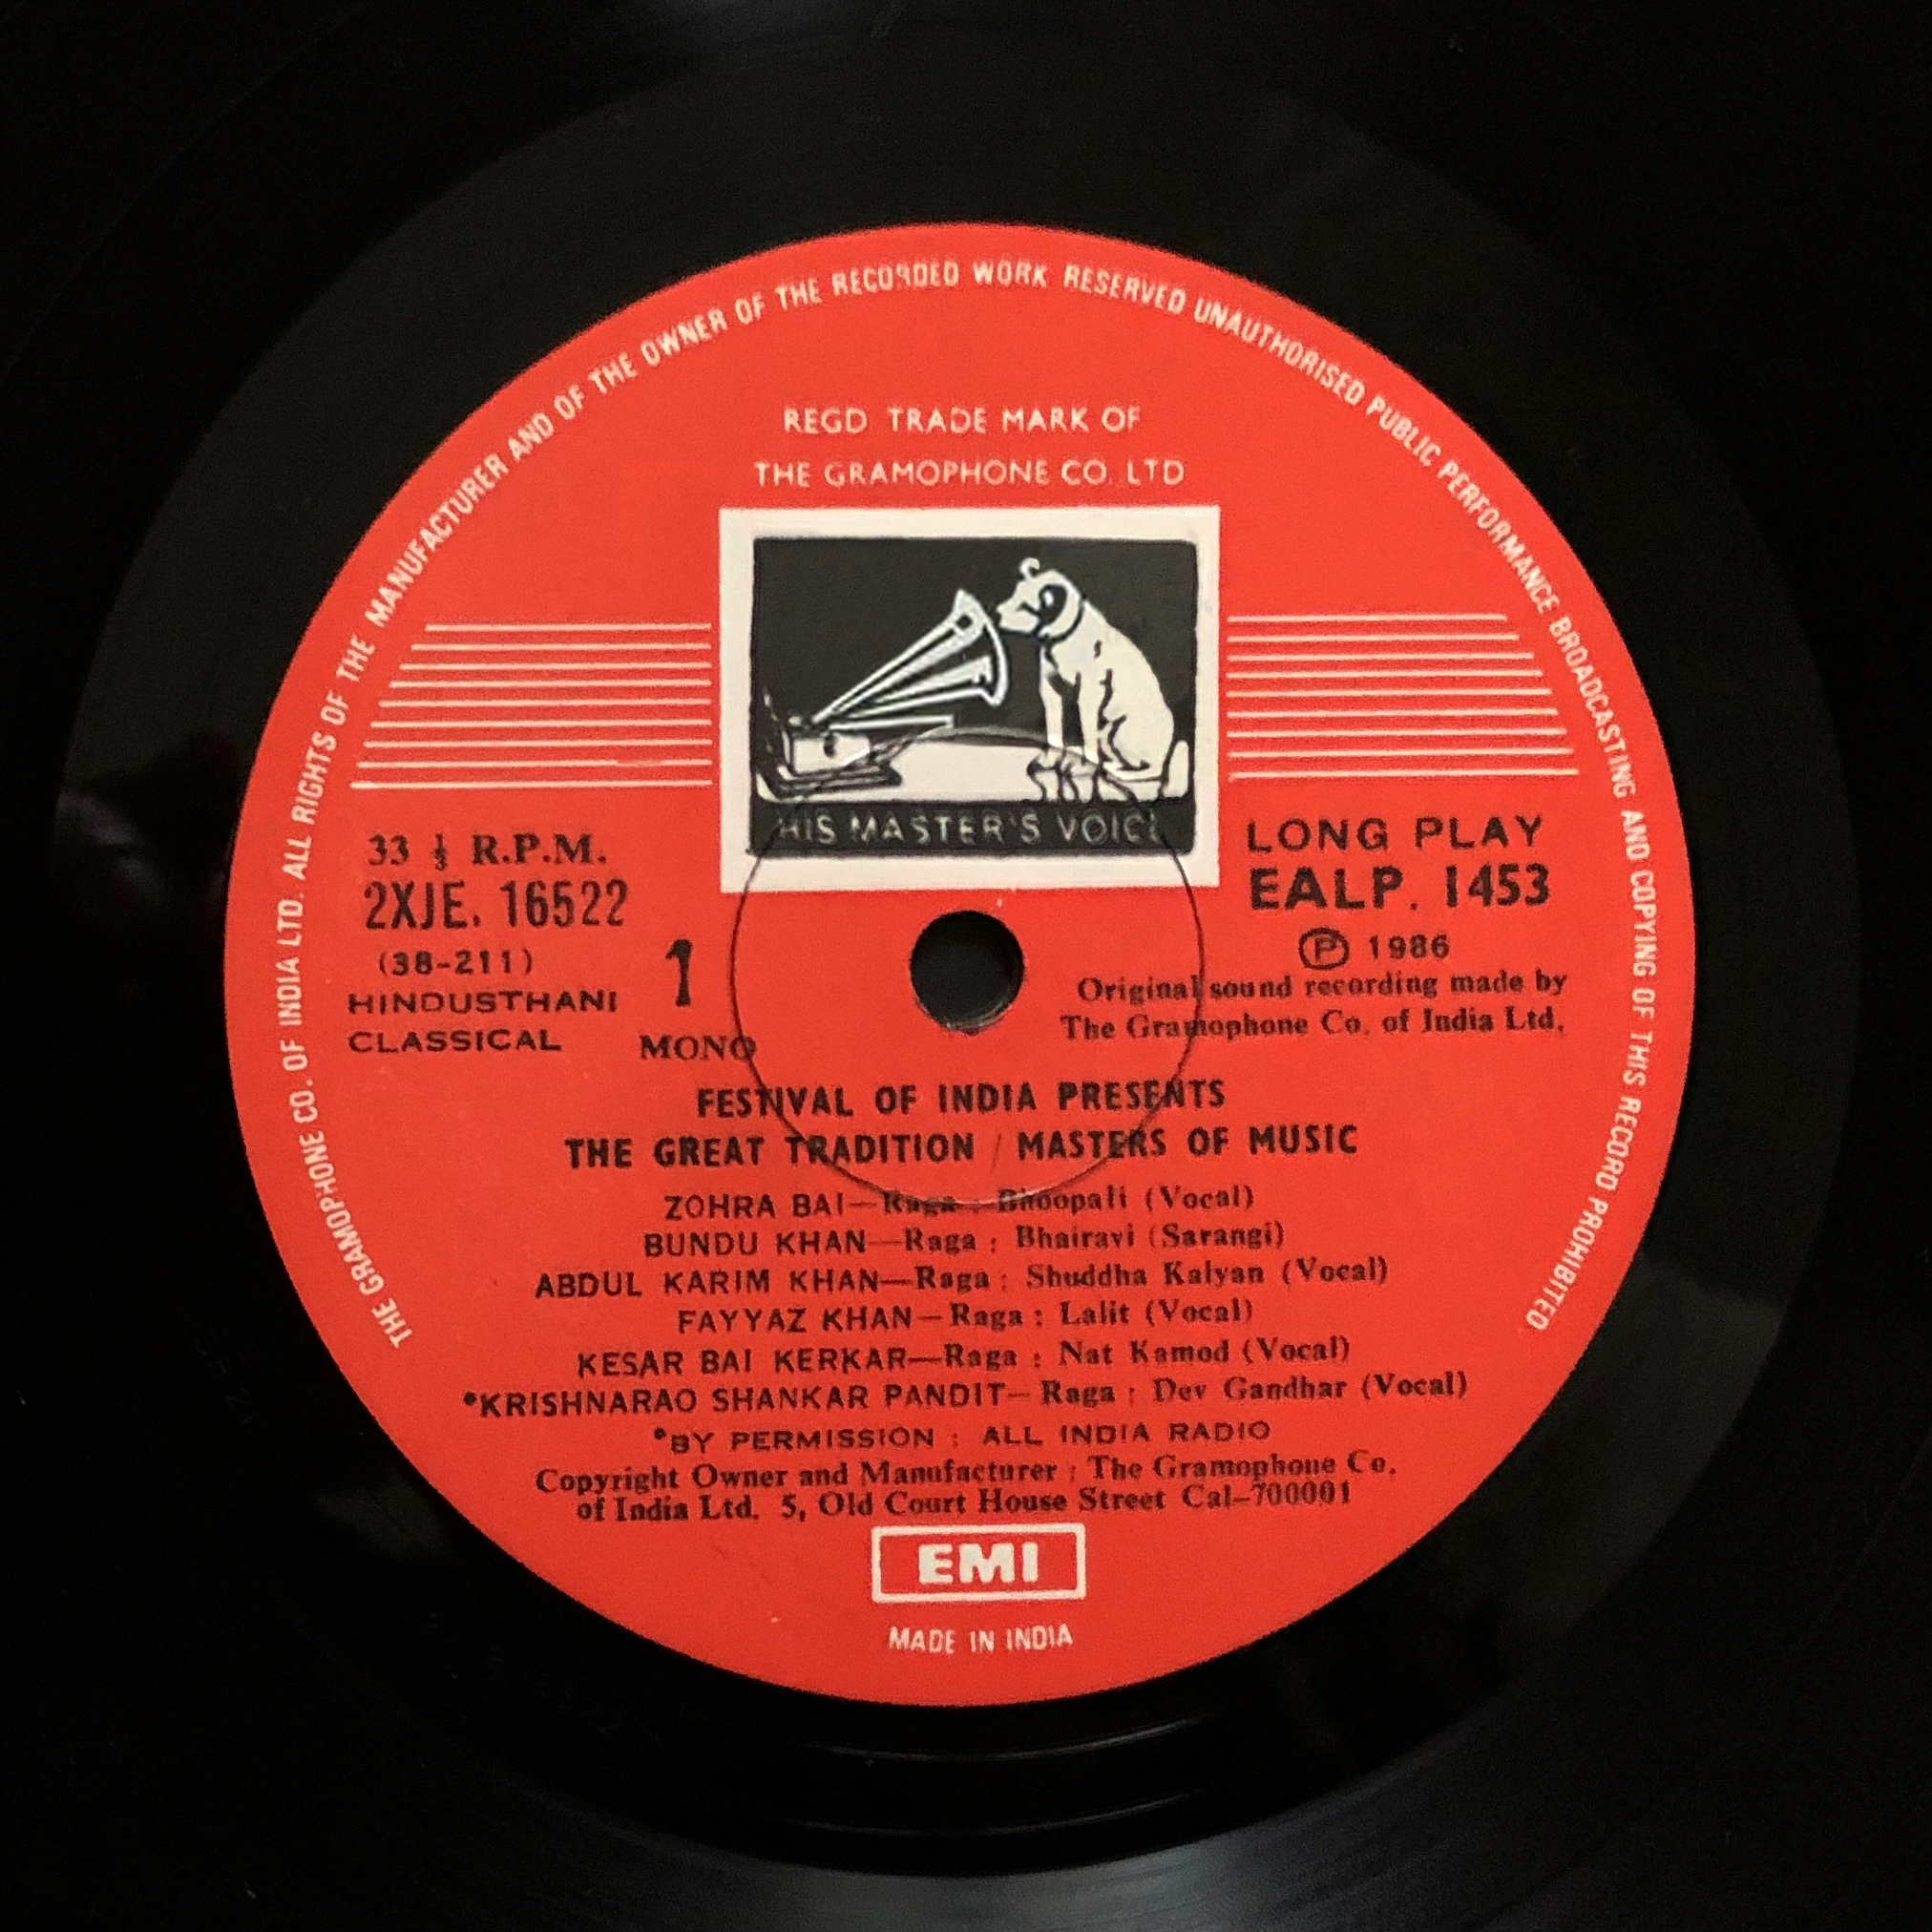 THE GRAMOPHONE CO. OF INDIA LTD. ALL RIGHTS OF THE MANUFACTURER AND OF THE OWNER OF THE RECORDED WORK RESERVED UNAUTHORISED PUBLIC PERFORMANCE BROADCASTING AND COPYING OF THIS RECORD PROHIBITED
REGD TRADE MARK OF
THE GRAMOPHONE CO. LTD
HIS MASTER'S VOICE
33 ⅓ R.P.M.
2XJE. 16522
(38-211)
HINDUSTHANI
CLASSICAL
1
MONO
LONG PLAY
EALP. 1453
Ⓟ 1986
Original sound recording made by
The Gramophone Co. of India Ltd.
FESTIVAL OF INDIA PRESENTS
THE GREAT TRADITION / MASTERS OF MUSIC
ZOHRA BAI—Raga : Bhoopali (Vocal)
BUNDU KHAN—Raga : Bhairavi (Sarangi)
ABDUL KARIM KHAN—Raga : Shuddha Kalyan (Vocal)
FAYYAZ KHAN—Raga : Lalit (Vocal)
KESAR BAI KERKAR—Raga : Nat Kamod (Vocal)
*KRISHNARAO SHANKAR PANDIT—Raga : Dev Gandhar (Vocal)
*BY PERMISSION : ALL INDIA RADIO
Copyright Owner and Manufacturer : The Gramophone Co.
of India Ltd. 5, Old Court House Street Cal-700001
EMI
MADE IN INDIA